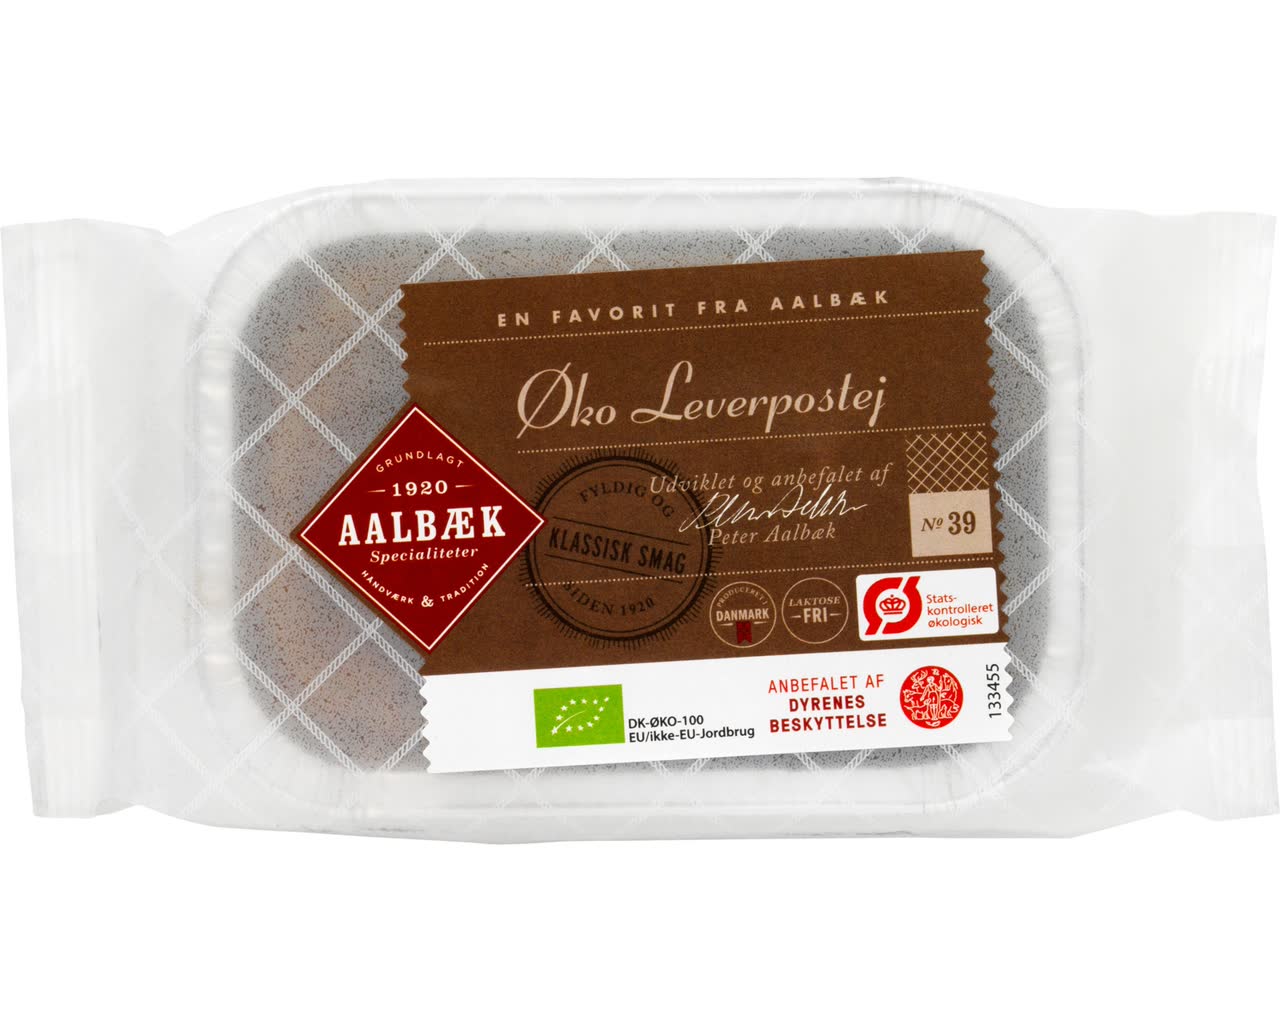 EN FAVORIT FRA AALBÆK
Øko Leverpostej
GRUNDLAGT
1920
AALBÆK
Specialiteter
HÅNDVÆRK & TRADITION
FYLDIG OG
KLASSISK SMAG
SIDEN 1920
Udviklet og anbefalet af
Peter Aalbæk
Nº 39
PRODUCERET I
DANMARK
LAKTOSE
FRI
Stats-
kontrolleret
økologisk
DK-ØKO-100
EU/ikke-EU-Jordbrug
ANBEFALET AF
DYRENES
BESKYTTELSE
133455